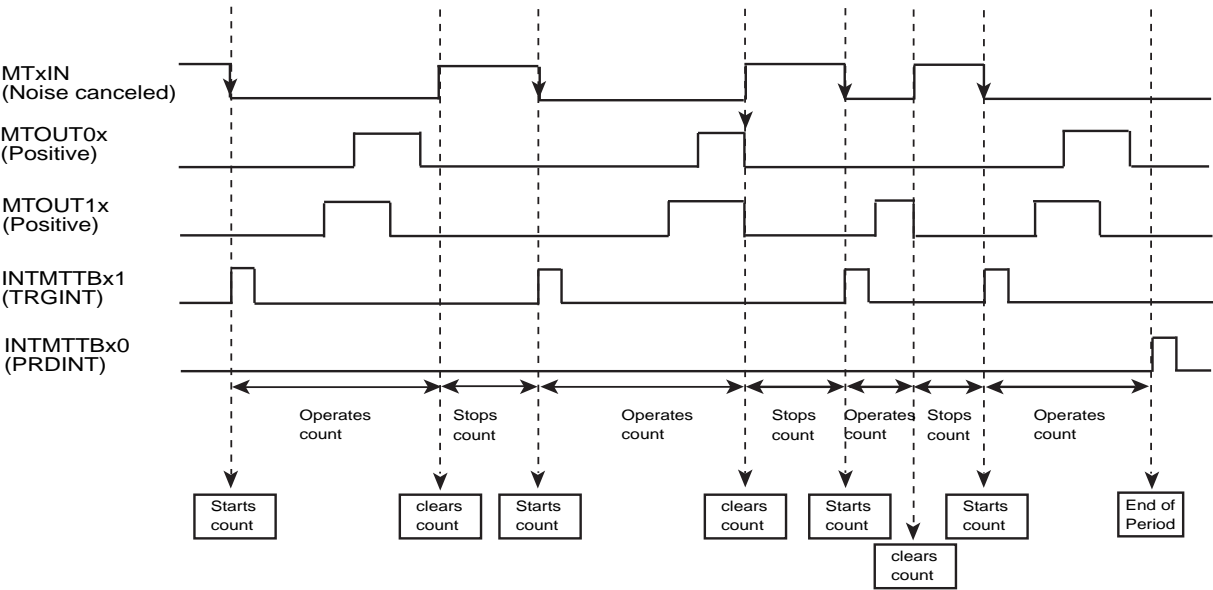 MTxIN
(Noise canceled)
MTOUT0x
(Positive)
MTOUT1x
(Positive)
INTMTTBx1
(TRGINT)
INTMTTBx0
(PRDINT)
Operates
count
Stops
count
Operates
count
Stops
count
Operates
count
Stops
count
Operates
count
Starts
count
clears
count
Starts
count
clears
count
Starts
count
clears
count
Starts
count
End of
Period